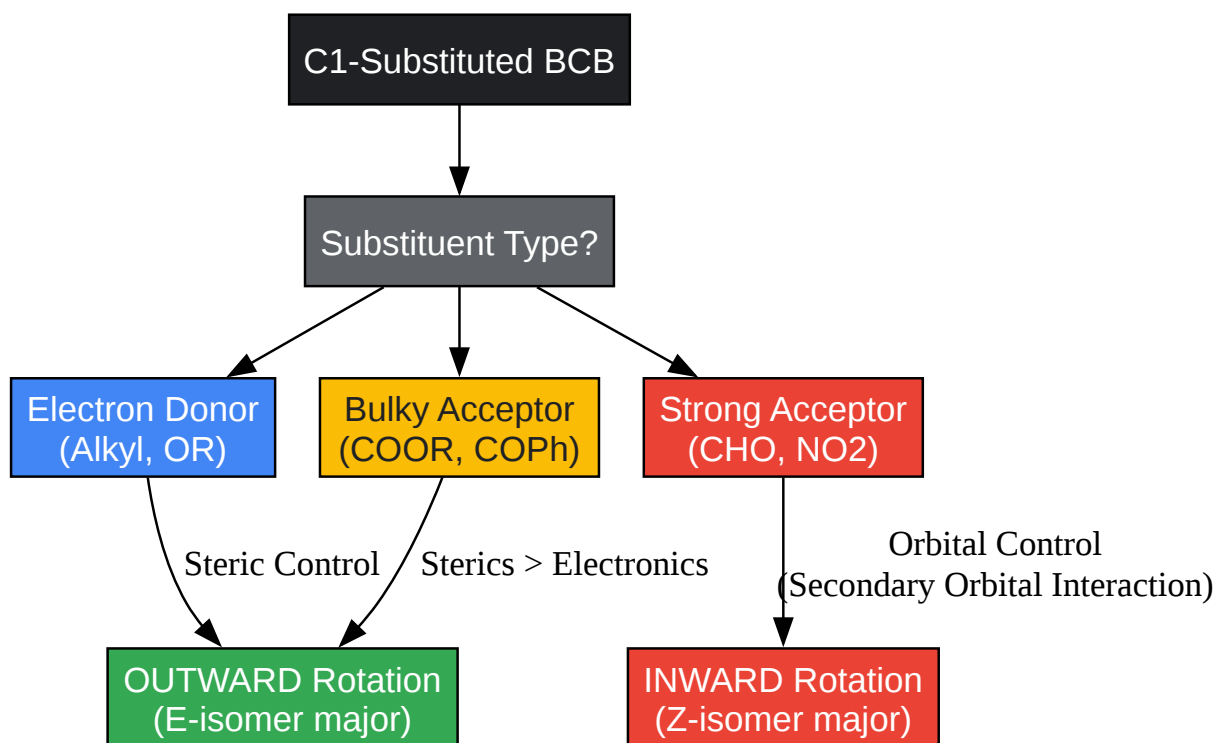 C1-Substituted BCB
Substituent Type?
Electron Donor
(Alkyl, OR)
Bulky Acceptor
(COOR, COPh)
Strong Acceptor
(CHO, NO2)
Steric Control
Sterics > Electronics
Orbital Control
(Secondary Orbital Interaction)
OUTWARD Rotation
(E-isomer major)
INWARD Rotation
(Z-isomer major)